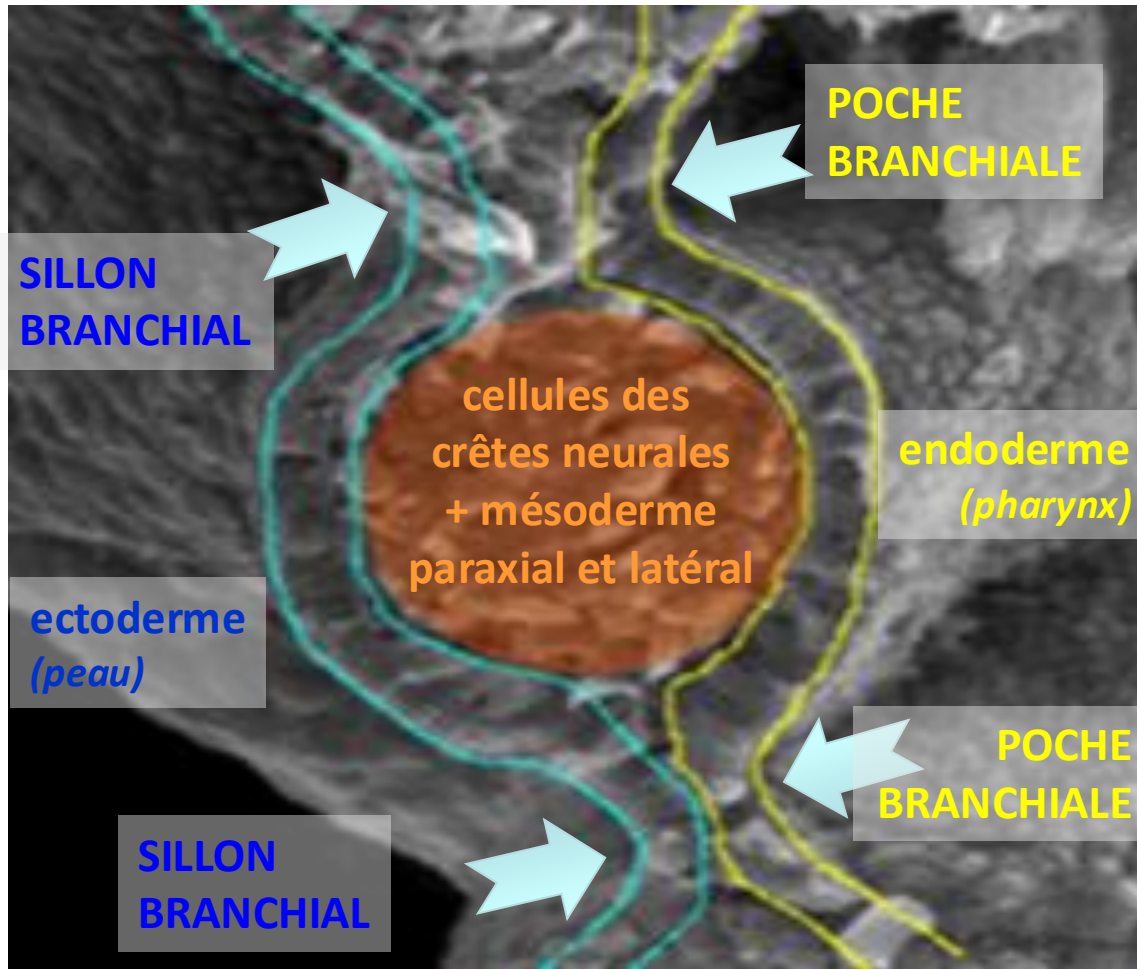 POCHE
BRANCHIALE
SILLON
BRANCHIAL
cellules des
crêtes neurales
+ mésoderme
paraxial et latéral
endoderme
(pharynx)
ectoderme
(peau)
POCHE
BRANCHIALE
SILLON
BRANCHIAL